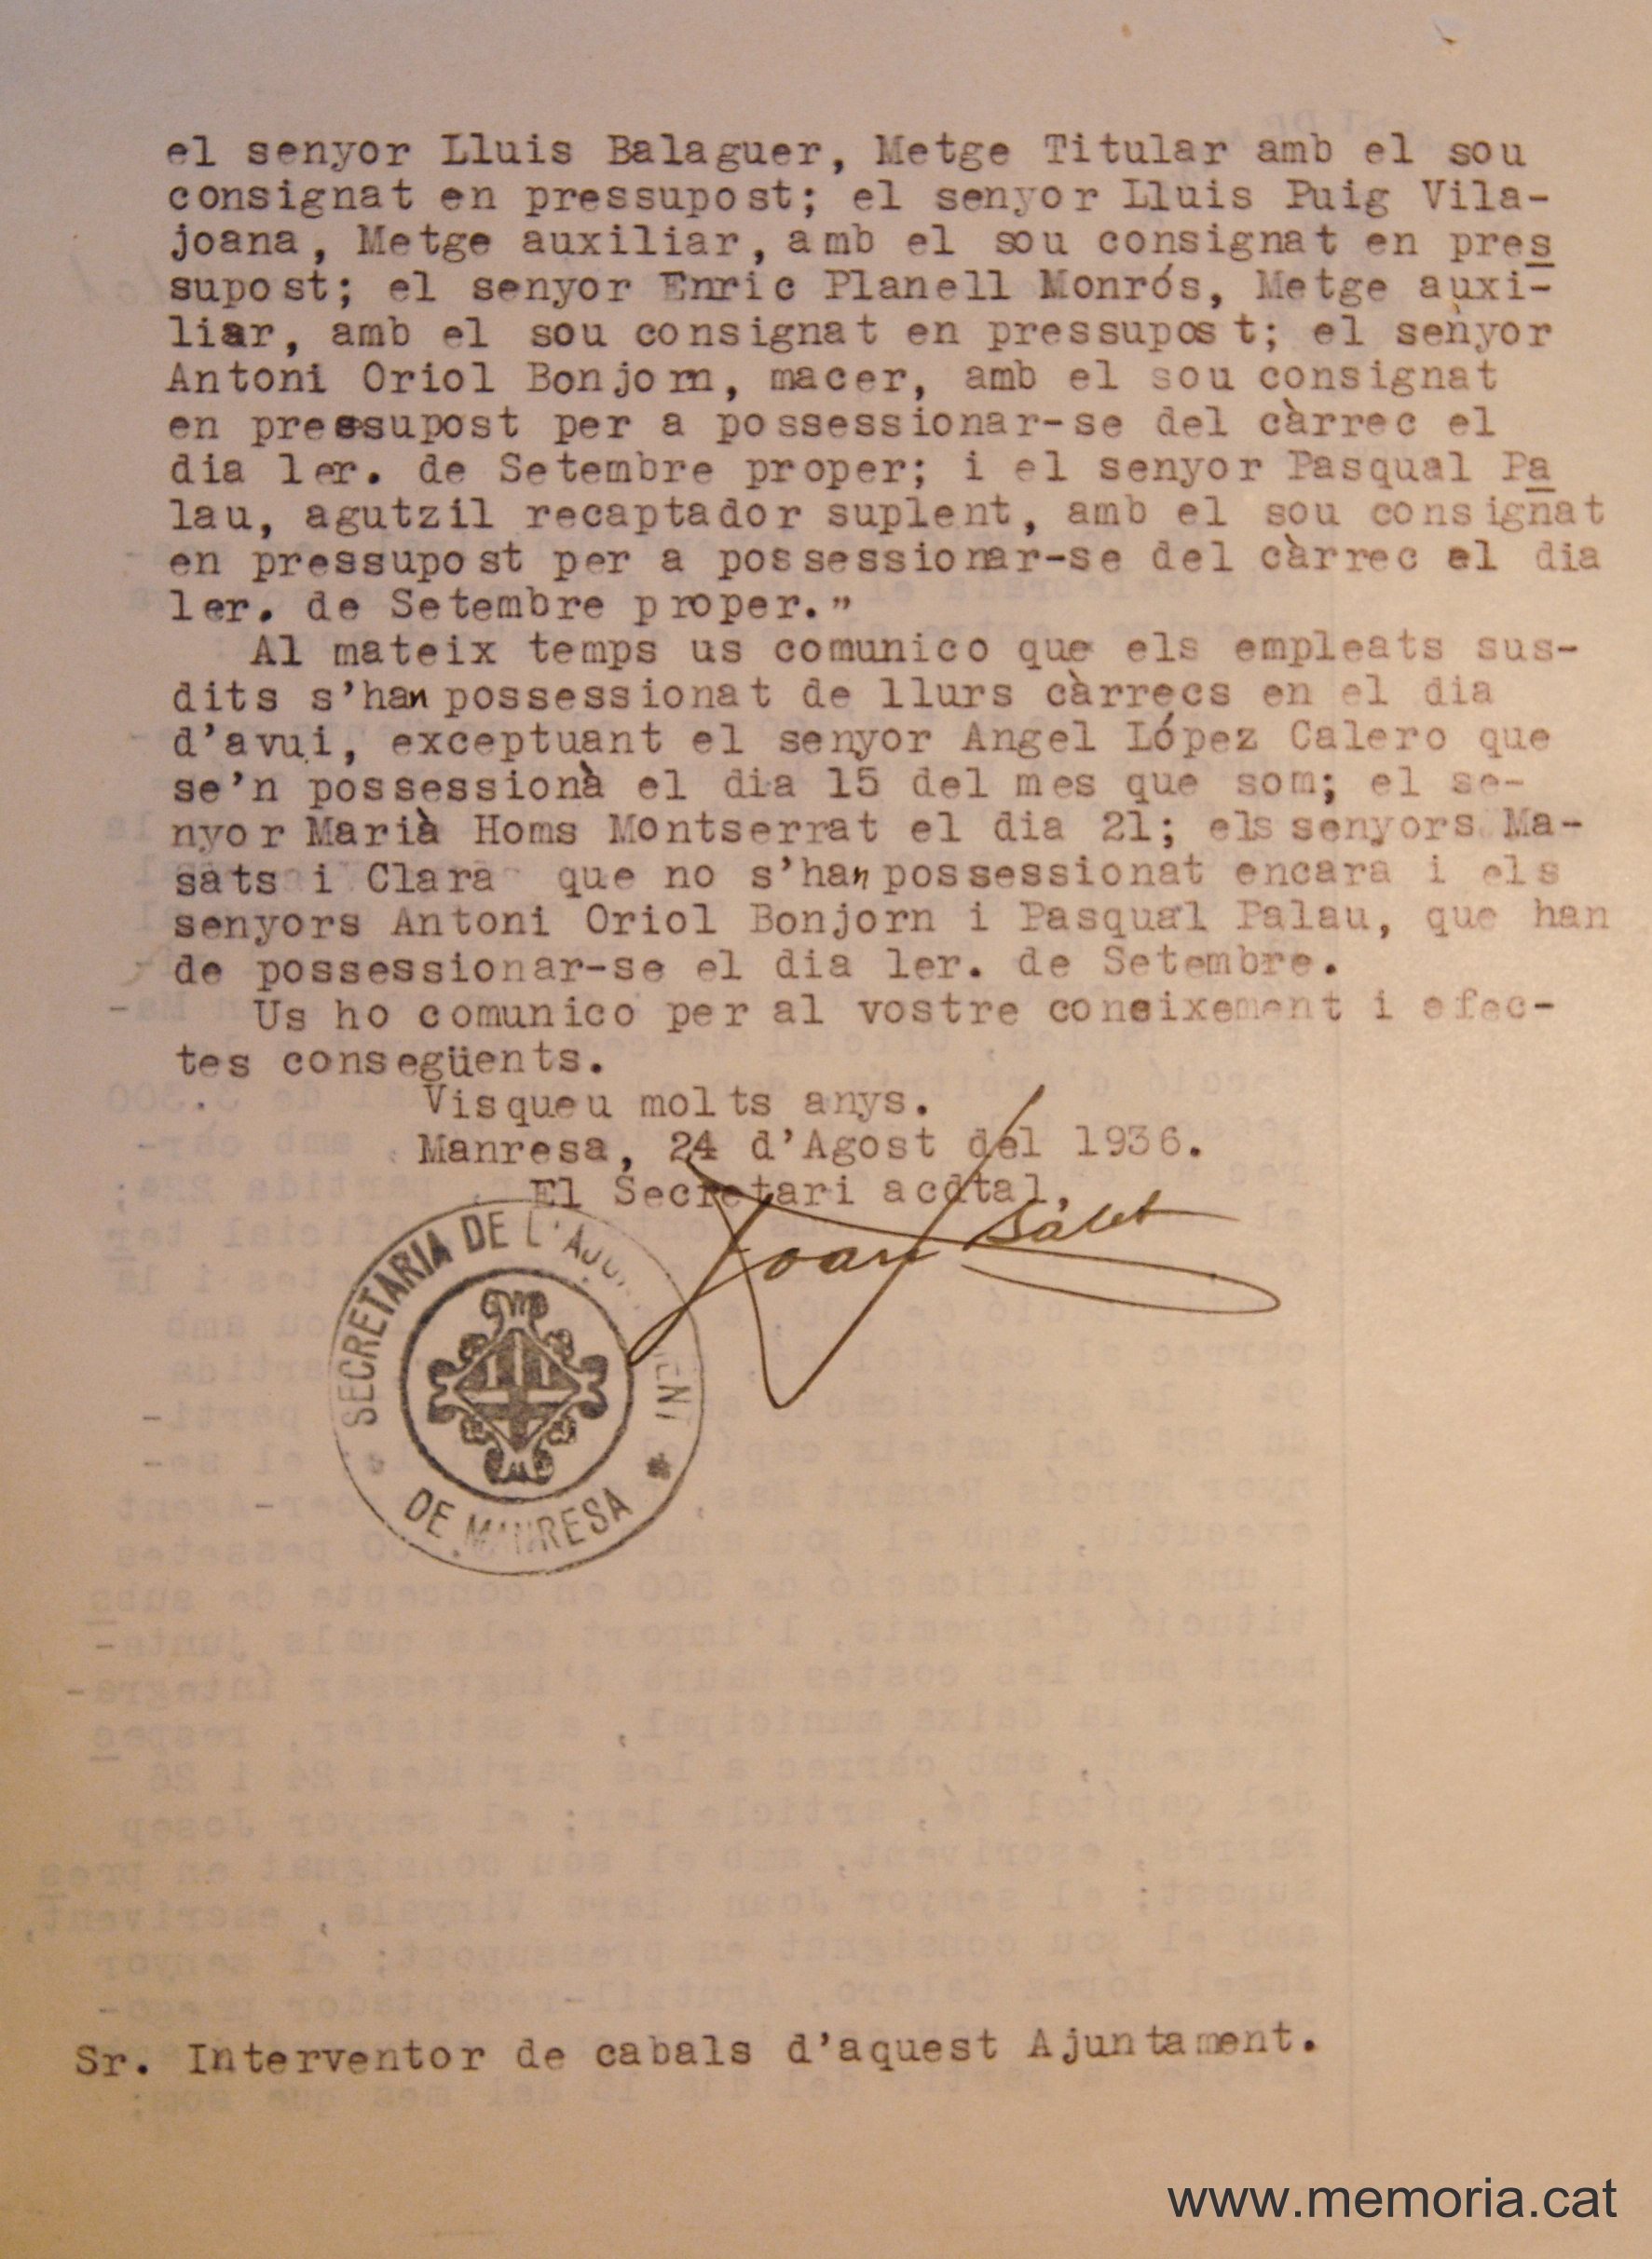 el senyor Lluis Balaguer, Metge Titular amb el sou
consignat en pressupost; el senyor Lluis Puig Vila-
joana, Metge auxiliar, amb el sou consignat en pres
supost; el senyor Enric Planell Monrós, Metge auxi-
liar, amb el sou consignat en pressupost; el senyor
Antoni Oriol Bonjorn, macer, amb el sou consignat
en pressupost per a possessionar-se del càrrec el
dia 1er. de Setembre proper; i el senyor Pasqual Pa
lau, agutzil recaptador suplent, amb el sou consignat
en pressupost per a possessionar-se del càrrec el dia
1er. de Setembre proper.”
Al mateix temps us comunico que els empleats sus-
dits s’han possessionat de llurs càrrecs en el dia
d’avui, exceptuant el senyor Angel López Calero que
se’n possessionà el dia 15 del mes que som; el se-
nyor Marià Homs Montserrat el dia 21; els senyors Ma-
sats i Clara que no s’han possessionat encara i els
senyors Antoni Oriol Bonjorn i Pasqual Palau, que han
de possessionar-se el dia 1er. de Setembre.
Us ho comunico per al vostre coneixement i efec-
tes consegüents.
Visqueu molts anys.
Manresa, 24 d’Agost del 1936.
El Secretari acdtal,
Joan
SECRETARIA DE L'AJUNTAMENT
DE MANRESA
Sr. Interventor de cabals d’aquest Ajuntament.
www.memoria.cat